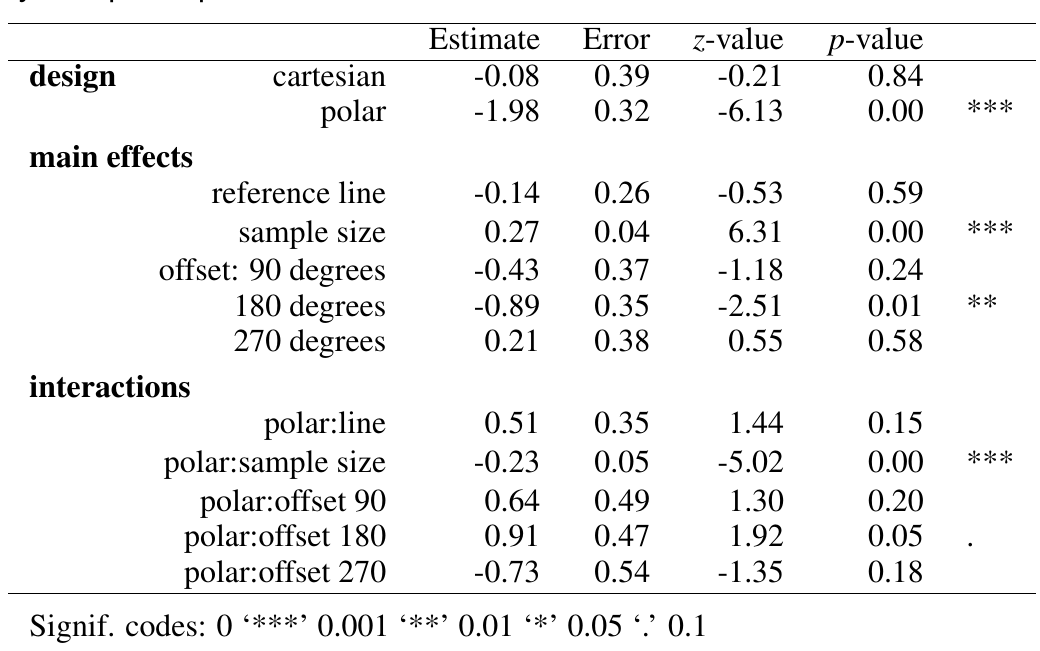 Estimate Error z-value p-value
design cartesian -0.08 0.39 -0.21 0.84
polar -1.98 0.32 -6.13 0.00 ***
main effects
reference line -0.14 0.26 -0.53 0.59
sample size 0.27 0.04 6.31 0.00 ***
offset: 90 degrees -0.43 0.37 -1.18 0.24
180 degrees -0.89 0.35 -2.51 0.01 **
270 degrees 0.21 0.38 0.55 0.58
interactions
polar:line 0.51 0.35 1.44 0.15
polar:sample size -0.23 0.05 -5.02 0.00 ***
polar:offset 90 0.64 0.49 1.30 0.20
polar:offset 180 0.91 0.47 1.92 0.05 .
polar:offset 270 -0.73 0.54 -1.35 0.18
Signif. codes: 0 ‘***’ 0.001 ‘**’ 0.01 ‘*’ 0.05 ‘.’ 0.1